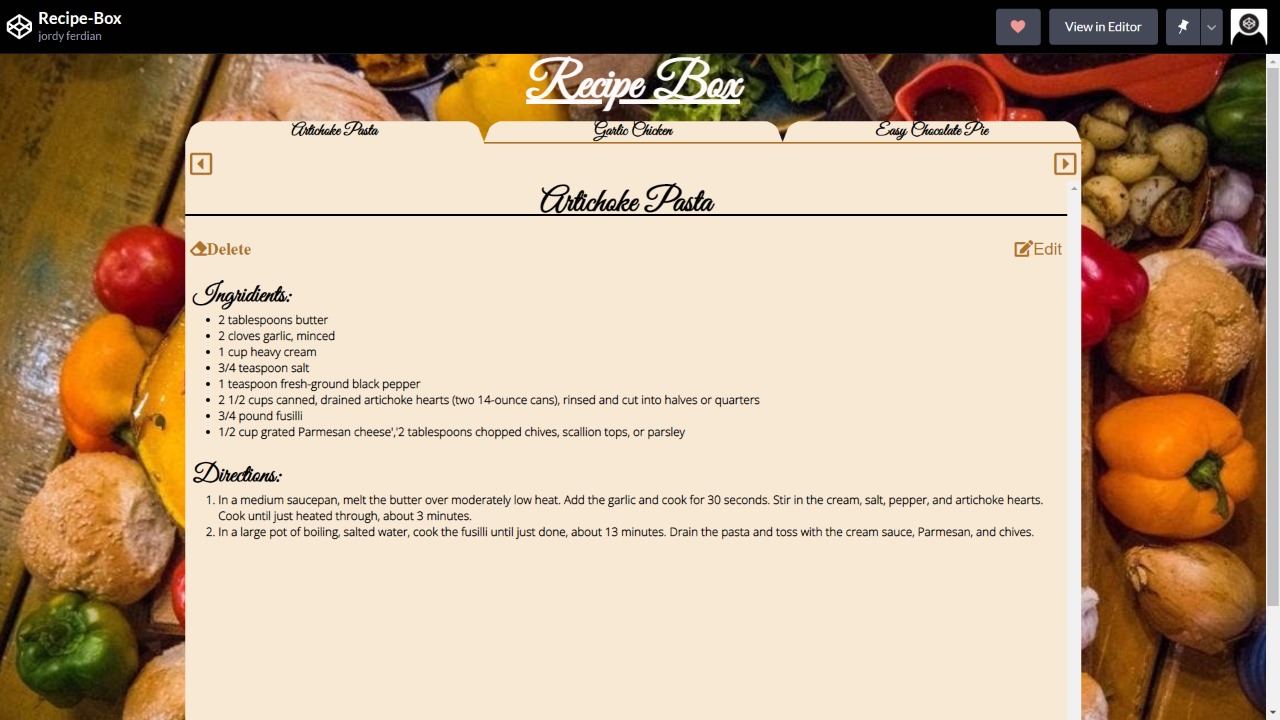 Recipe-Box
jordy ferdian
View in Editor
Recipe Box
Artichoke Pasta
Garlic Chicken
Easy Chocolate Pie
Artichoke Pasta
Delete
Edit
Ingridients:
2 tablespoons butter
2 cloves garlic, minced
1 cup heavy cream
3/4 teaspoon salt
1 teaspoon fresh-ground black pepper
2 1/2 cups canned, drained artichoke hearts (two 14-ounce cans), rinsed and cut into halves or quarters
3/4 pound fusilli
1/2 cup grated Parmesan cheese','2 tablespoons chopped chives, scallion tops, or parsley
Directions:
1. In a medium saucepan, melt the butter over moderately low heat. Add the garlic and cook for 30 seconds. Stir in the cream, salt, pepper, and artichoke hearts.
Cook until just heated through, about 3 minutes.
2. In a large pot of boiling, salted water, cook the fusilli until just done, about 13 minutes. Drain the pasta and toss with the cream sauce, Parmesan, and chives.